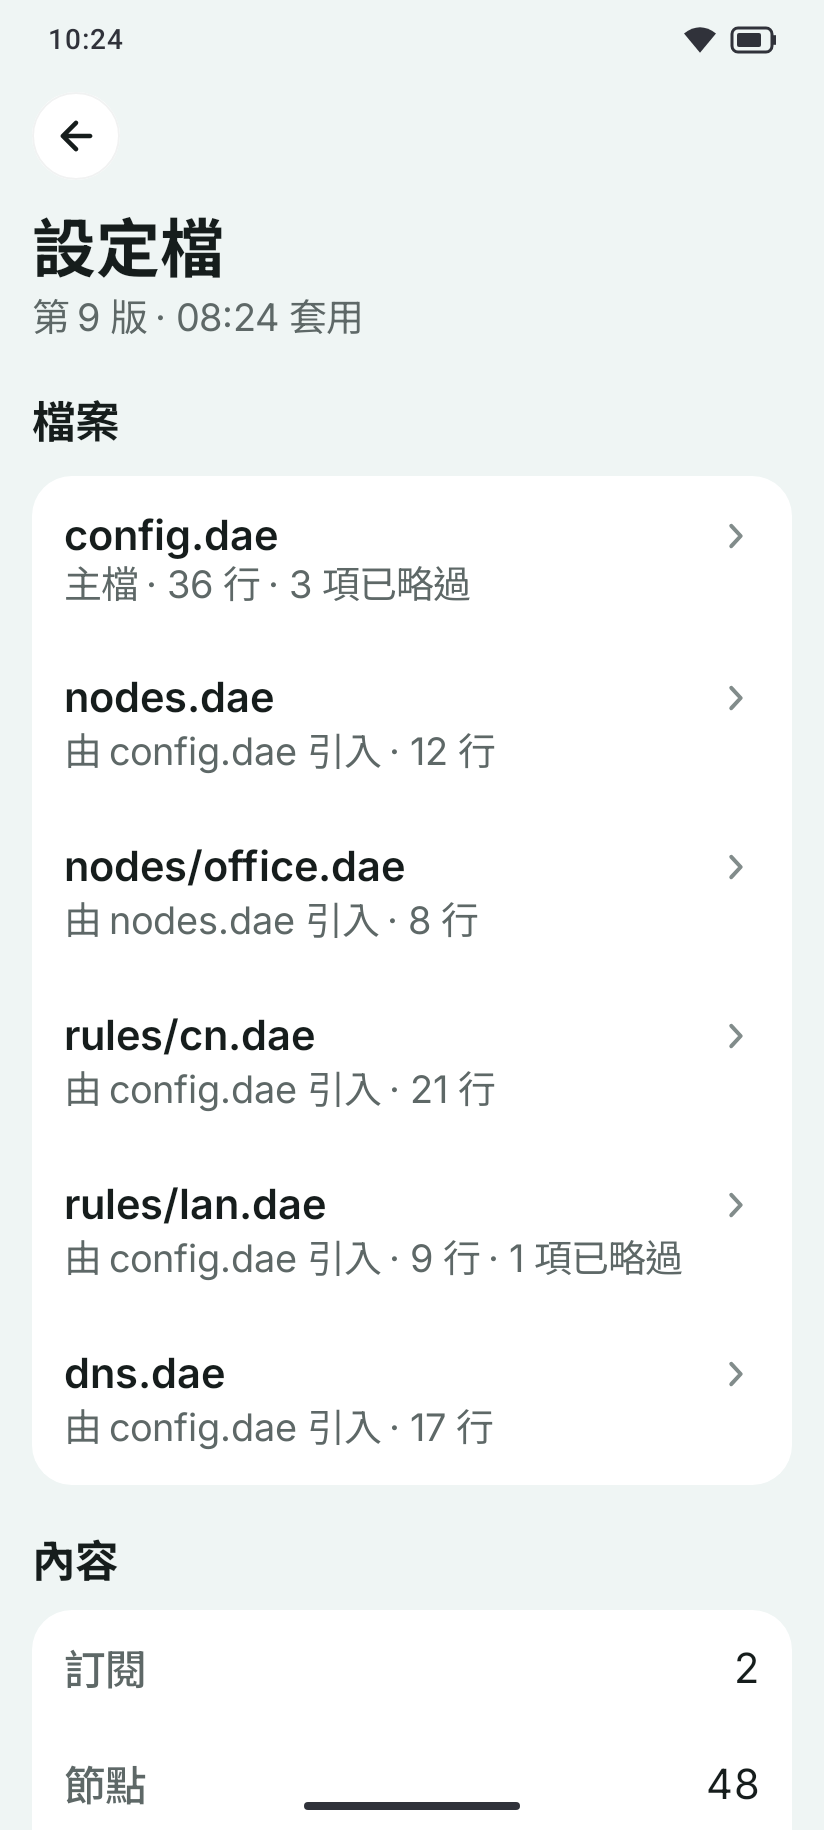 10:24
設定檔
第 9 版 · 08:24 套用
檔案
config.dae
主檔 · 36 行 · 3 項已略過
nodes.dae
由 config.dae 引入 · 12 行
nodes/office.dae
由 nodes.dae 引入 · 8 行
rules/cn.dae
由 config.dae 引入 · 21 行
rules/lan.dae
由 config.dae 引入 · 9 行 · 1 項已略過
dns.dae
由 config.dae 引入 · 17 行
內容
訂閱 2
節點 48